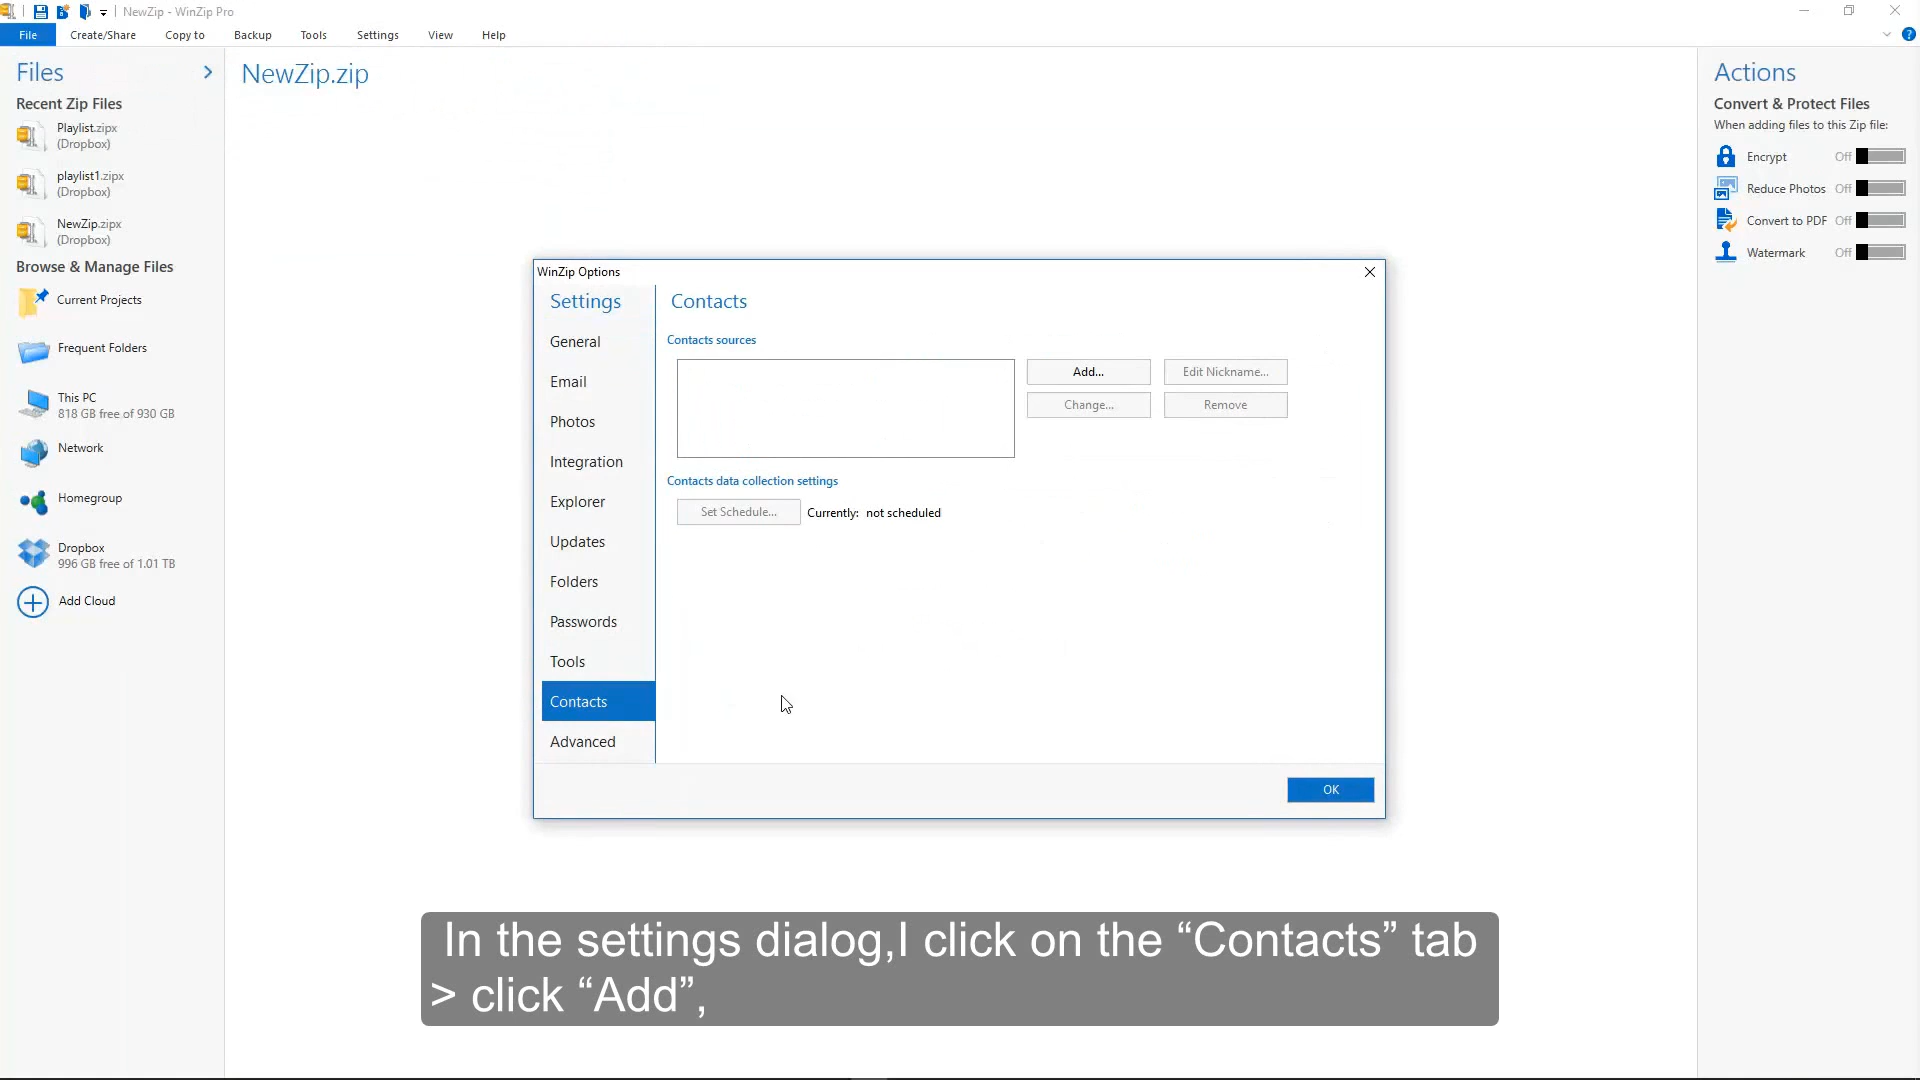 NewZip - WinZip Pro
File Create/Share Copy to Backup Tools Settings View Help
Files
Recent Zip Files
Playlist.zipx
(Dropbox)
playlist1.zipx
(Dropbox)
NewZip.zipx
(Dropbox)
Browse & Manage Files
Current Projects
Frequent Folders
This PC
818 GB free of 930 GB
Network
Homegroup
Dropbox
996 GB free of 1.01 TB
Add Cloud
NewZip.zip
WinZip Options
Settings
General
Email
Photos
Integration
Explorer
Updates
Folders
Passwords
Tools
Contacts
Advanced
Contacts
Contacts sources
Add... Edit Nickname...
Change... Remove
Contacts data collection settings
Set Schedule... Currently: not scheduled
OK
Actions
Convert & Protect Files
When adding files to this Zip file:
Encrypt Off
Reduce Photos Off
Convert to PDF Off
Watermark Off
In the settings dialog,I click on the “Contacts” tab
> click “Add”,